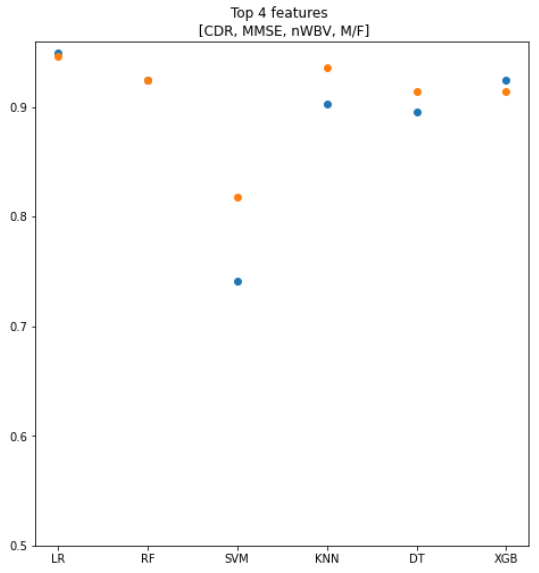 Top 4 features
[CDR, MMSE, nWBV, M/F]
0.9
0.8
0.7
0.6
0.5
LR RF SVM KNN DT XGB